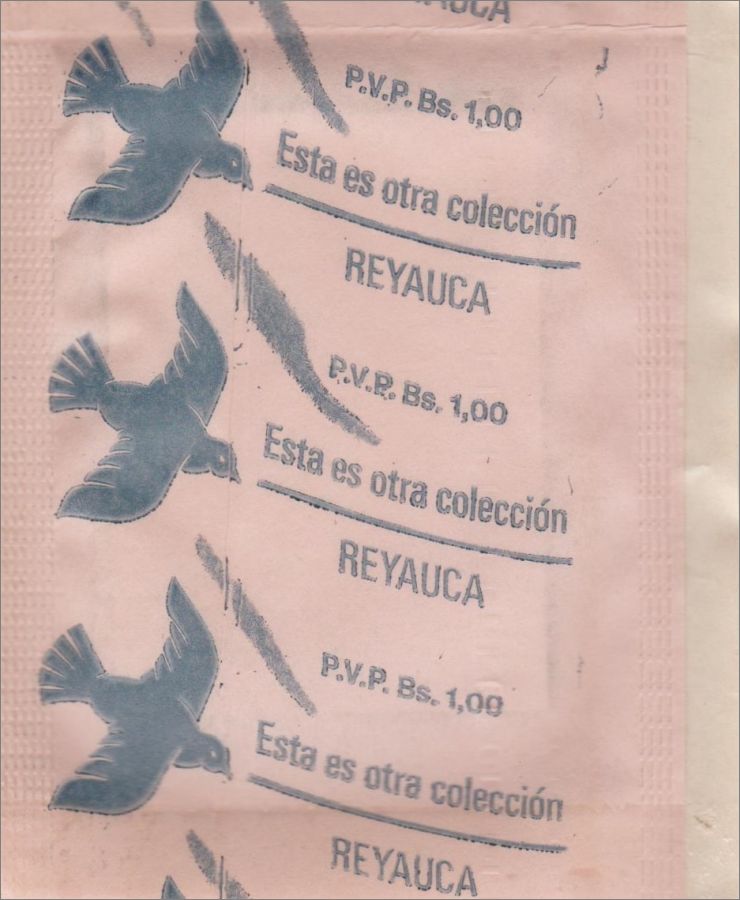 REYAUCA
P.V.P. Bs. 1,00
Esta es otra colección
REYAUCA
P.V.P. Bs. 1,00
Esta es otra colección
REYAUCA
P.V.P. Bs. 1,00
Esta es otra colección
REYAUCA